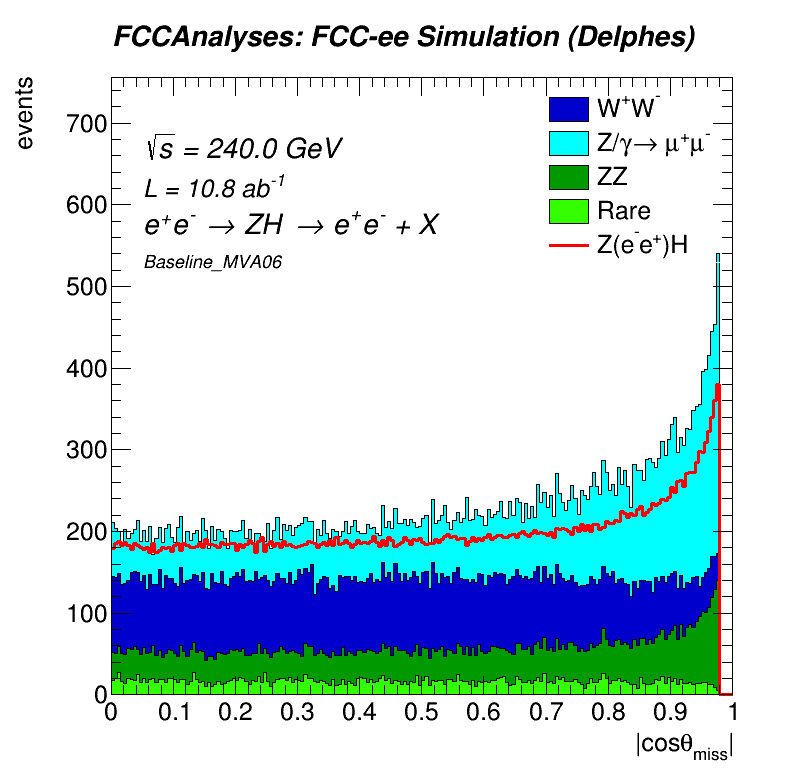 FCCAnalyses: FCC-ee Simulation (Delphes)
events
√s = 240.0 GeV
L = 10.8 ab⁻¹
e⁺e⁻ → ZH → e⁺e⁻ + X
Baseline_MVA06
W⁺W⁻
Z/γ→ μ⁺μ⁻
ZZ
Rare
Z(e⁻e⁺)H
700
600
500
400
300
200
100
0
0 0.1 0.2 0.3 0.4 0.5 0.6 0.7 0.8 0.9 1
|cosθ_miss|